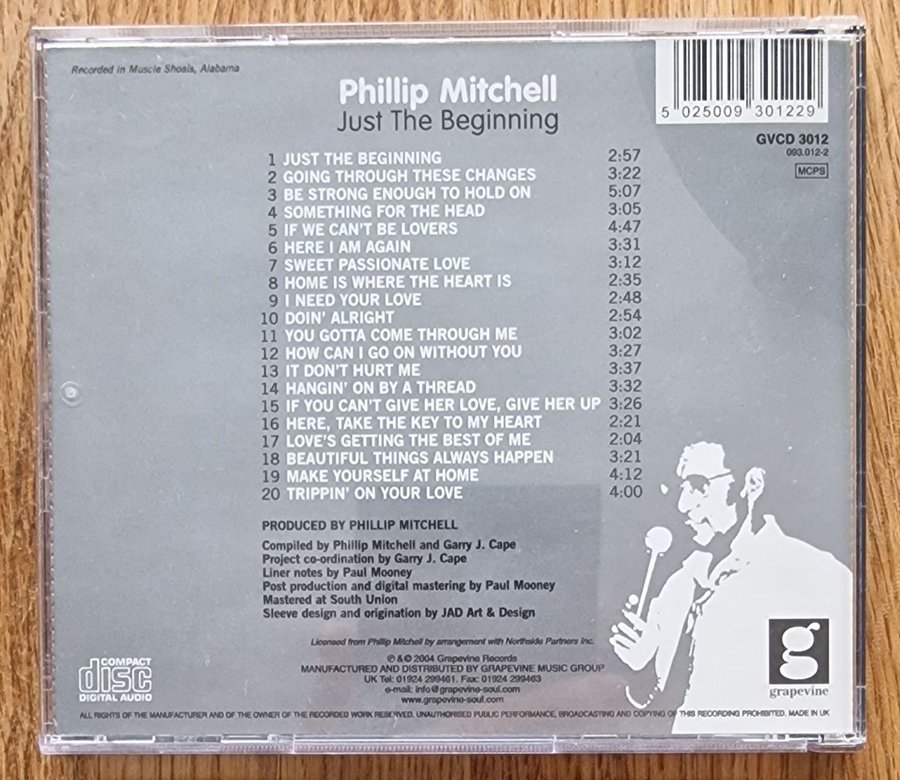 Recorded in Muscle Shoals, Alabama
Phillip Mitchell
Just The Beginning
5 025009 301229
GVCD 3012
093.012-2
MCPS
1 JUST THE BEGINNING 2:57
2 GOING THROUGH THESE CHANGES 3:22
3 BE STRONG ENOUGH TO HOLD ON 5:07
4 SOMETHING FOR THE HEAD 3:05
5 IF WE CAN'T BE LOVERS 4:47
6 HERE I AM AGAIN 3:31
7 SWEET PASSIONATE LOVE 3:12
8 HOME IS WHERE THE HEART IS 2:35
9 I NEED YOUR LOVE 2:48
10 DOIN' ALRIGHT 2:54
11 YOU GOTTA COME THROUGH ME 3:02
12 HOW CAN I GO ON WITHOUT YOU 3:27
13 IT DON'T HURT ME 3:37
14 HANGIN' ON BY A THREAD 3:32
15 IF YOU CAN'T GIVE HER LOVE, GIVE HER UP 3:26
16 HERE, TAKE THE KEY TO MY HEART 2:21
17 LOVE'S GETTING THE BEST OF ME 2:04
18 BEAUTIFUL THINGS ALWAYS HAPPEN 3:21
19 MAKE YOURSELF AT HOME 4:12
20 TRIPPIN' ON YOUR LOVE 4:00
PRODUCED BY PHILLIP MITCHELL
Compiled by Phillip Mitchell and Garry J. Cape
Project co-ordination by Garry J. Cape
Liner notes by Paul Mooney
Post production and digital mastering by Paul Mooney
Mastered at South Union
Sleeve design and origination by JAD Art & Design
Licensed from Phillip Mitchell by arrangement with Northside Partners Inc.
℗ & © 2004 Grapevine Records
MANUFACTURED AND DISTRIBUTED BY GRAPEVINE MUSIC GROUP
UK Tel: 01924 299461. Fax: 01924 299463
e-mail: info@grapevine-soul.com
www.grapevine-soul.com
COMPACT
disc
DIGITAL AUDIO
g
grapevine
ALL RIGHTS OF THE MANUFACTURER AND OF THE OWNER OF THE RECORDED WORK RESERVED. UNAUTHORISED PUBLIC PERFORMANCE, BROADCASTING AND COPYING OF THIS RECORDING PROHIBITED. MADE IN UK